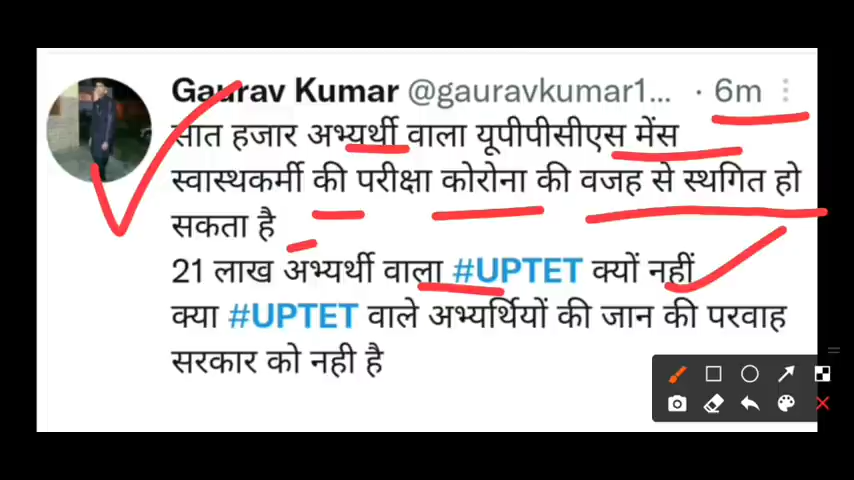 Gaurav Kumar @gauravkumar1... · 6m
सात हजार अभ्यर्थी वाला यूपीपीसीएस मेंस
स्वास्थकर्मी की परीक्षा कोरोना की वजह से स्थगित हो
सकता है
21 लाख अभ्यर्थी वाला #UPTET क्यों नहीं
क्या #UPTET वाले अभ्यर्थियों की जान की परवाह
सरकार को नही है